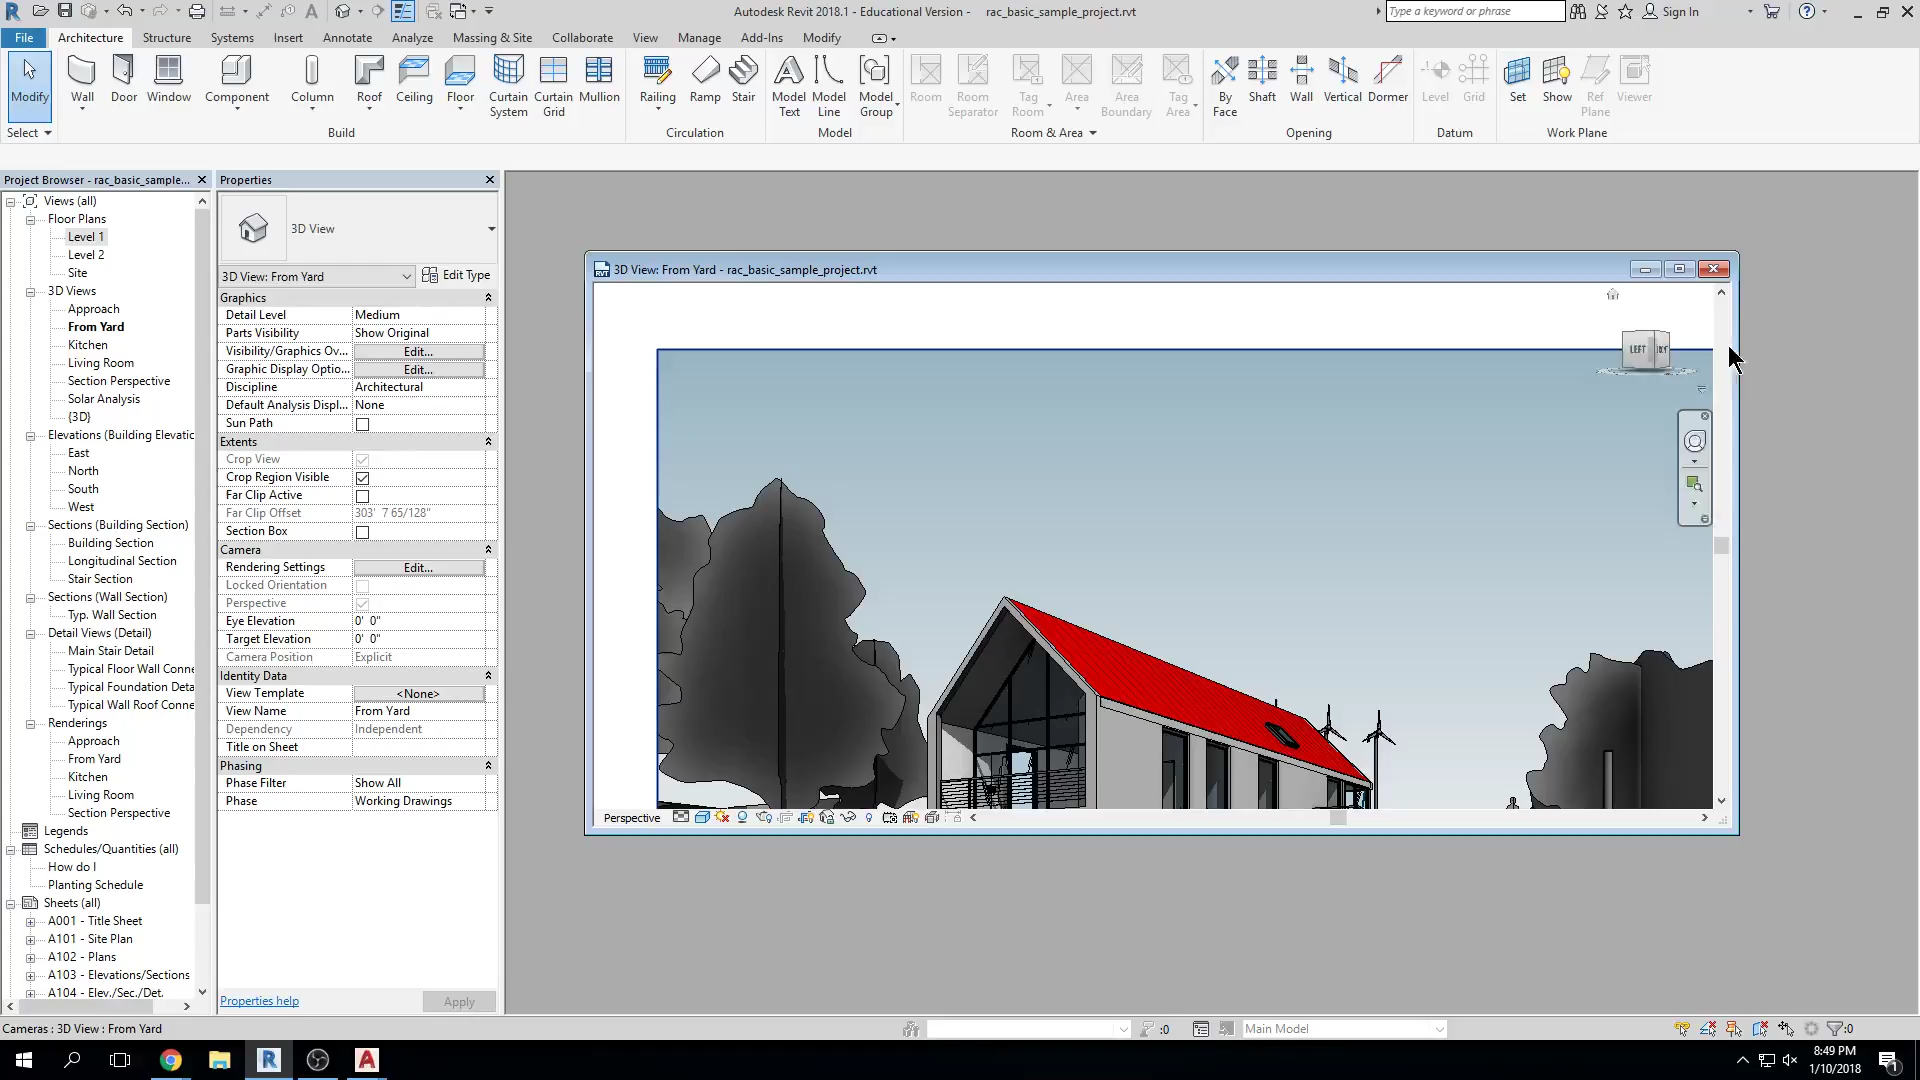 Autodesk Revit 2018.1 - Educational Version - rac_basic_sample_project.rvt
Type a keyword or phrase
Sign In
File Architecture Structure Systems Insert Annotate Analyze Massing & Site Collaborate View Manage Add-Ins Modify
Modify Wall Door Window Component Column Roof Ceiling Floor Curtain System Curtain Grid Mullion Railing Ramp Stair Model Text Model Line Model Group Room Room Separator Tag Room Area Area Boundary Tag Area By Face Shaft Wall Vertical Dormer Level Grid Set Show Ref Plane Viewer
Select Build Circulation Model Room & Area Opening Datum Work Plane
Project Browser - rac_basic_sample...
Views (all)
Floor Plans
Level 1
Level 2
Site
3D Views
Approach
From Yard
Kitchen
Living Room
Section Perspective
Solar Analysis
{3D}
Elevations (Building Elevatic
East
North
South
West
Sections (Building Section)
Building Section
Longitudinal Section
Stair Section
Sections (Wall Section)
Typ. Wall Section
Detail Views (Detail)
Main Stair Detail
Typical Floor Wall Conne
Typical Foundation Deta
Typical Wall Roof Conne
Renderings
Approach
From Yard
Kitchen
Living Room
Section Perspective
Legends
Schedules/Quantities (all)
How do I
Planting Schedule
Sheets (all)
A001 - Title Sheet
A101 - Site Plan
A102 - Plans
A103 - Elevations/Sections
A104 - Elev./Sec./Det.
Properties
3D View
3D View: From Yard Edit Type
Graphics
Detail Level Medium
Parts Visibility Show Original
Visibility/Graphics Ov... Edit...
Graphic Display Optio... Edit...
Discipline Architectural
Default Analysis Displ... None
Sun Path
Extents
Crop View
Crop Region Visible
Far Clip Active
Far Clip Offset 303' 7 65/128"
Section Box
Camera
Rendering Settings Edit...
Locked Orientation
Perspective
Eye Elevation 0' 0"
Target Elevation 0' 0"
Camera Position Explicit
Identity Data
View Template <None>
View Name From Yard
Dependency Independent
Title on Sheet
Phasing
Phase Filter Show All
Phase Working Drawings
Properties help Apply
3D View: From Yard - rac_basic_sample_project.rvt
LEFT
Perspective
Cameras : 3D View : From Yard
:0
Main Model
:0
8:49 PM
1/10/2018
1